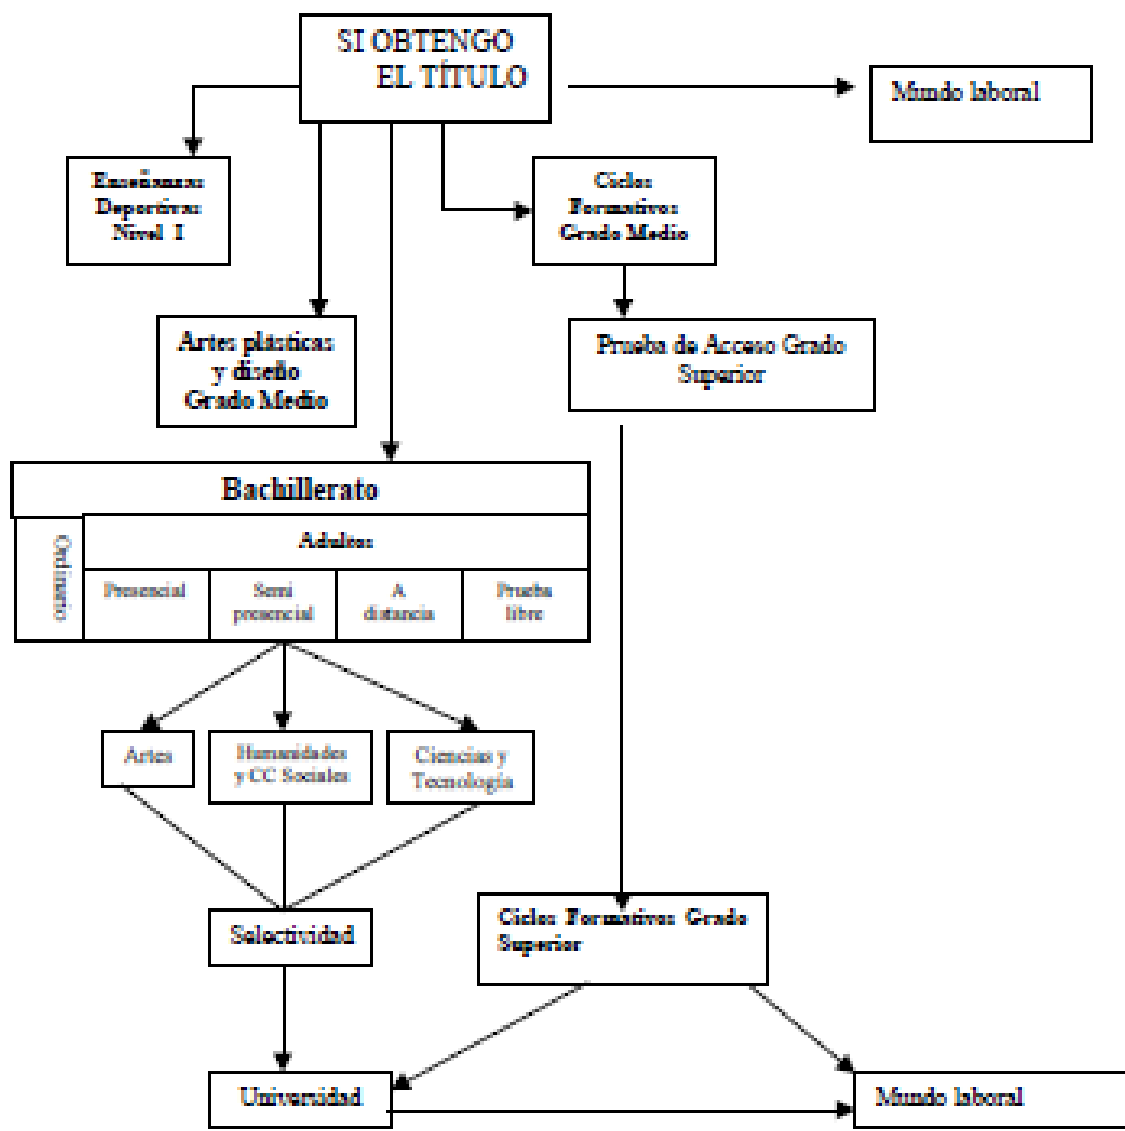 SI OBTENGO
EL TÍTULO
Mundo laboral
Enseñanzas
Deportivas
Nivel I
Ciclos
Formativos
Grado Medio
Artes plásticas
y diseño
Grado Medio
Prueba de Acceso Grado
Superior
Bachillerato
Ordinario
Adultos
Presencial
Semi
presencial
A
distancia
Prueba
libre
Artes
Humanidades
y CC Sociales
Ciencias y
Tecnología
Selectividad
Ciclos Formativos Grado
Superior
Universidad
Mundo laboral